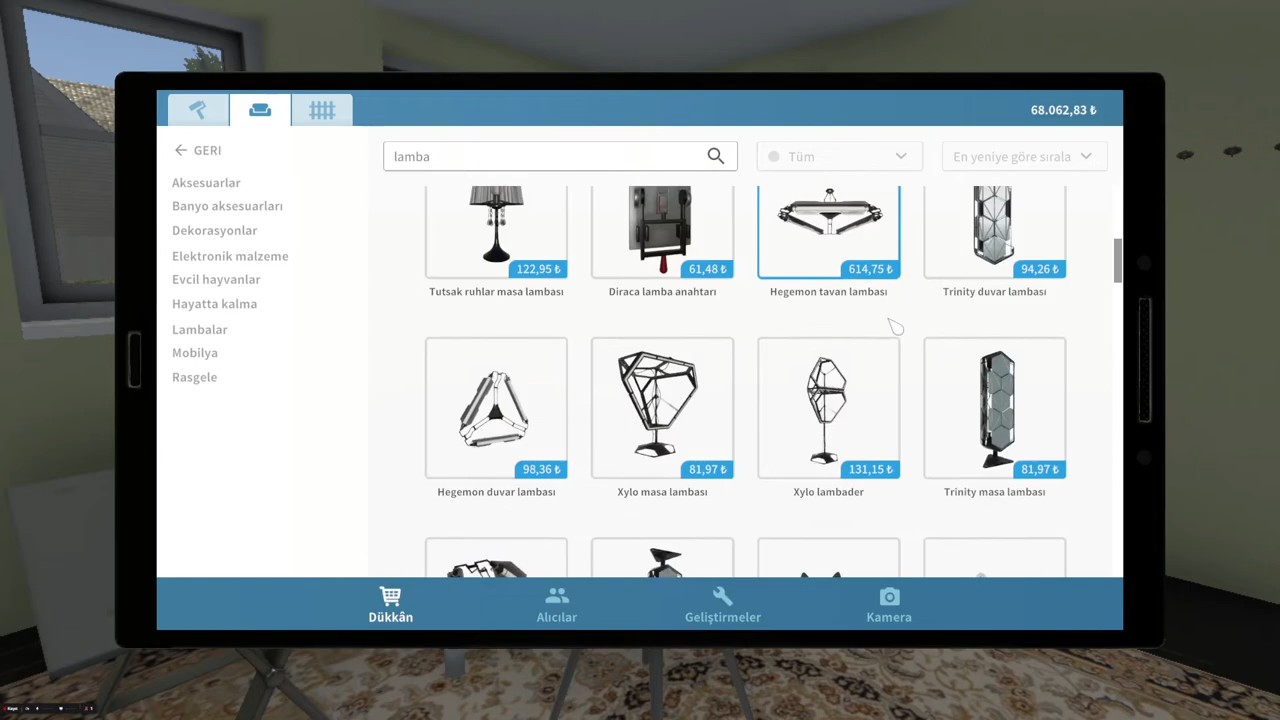 68.062,83 ₺
GERI
Aksesuarlar
Banyo aksesuarları
Dekorasyonlar
Elektronik malzeme
Evcil hayvanlar
Hayatta kalma
Lambalar
Mobilya
Rasgele
lamba
Tüm
En yeniye göre sırala
122,95 ₺
61,48 ₺
614,75 ₺
94,26 ₺
Tutsak ruhlar masa lambası
Diraca lamba anahtarı
Hegemon tavan lambası
Trinity duvar lambası
98,36 ₺
81,97 ₺
131,15 ₺
81,97 ₺
Hegemon duvar lambası
Xylo masa lambası
Xylo lambader
Trinity masa lambası
Dükkân
Alıcılar
Geliştirmeler
Kamera